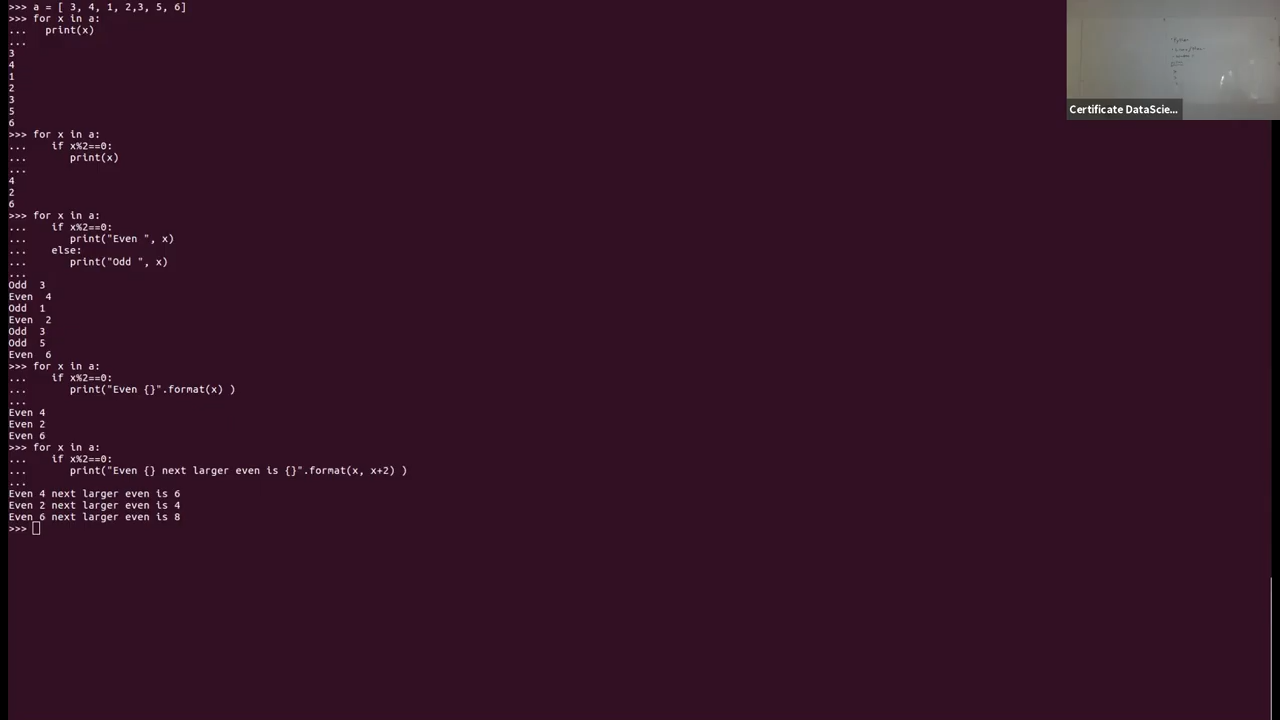 >>> a = [ 3, 4, 1, 2,3, 5, 6]
>>> for x in a:
...   print(x)
...
3
4
1
2
3
5
6
>>> for x in a:
...    if x%2==0:
...       print(x)
...
4
2
6
>>> for x in a:
...    if x%2==0:
...       print("Even ", x)
...    else:
...       print("Odd ", x)
...
Odd  3
Even  4
Odd  1
Even  2
Odd  3
Odd  5
Even  6
>>> for x in a:
...    if x%2==0:
...       print("Even {}".format(x) )
...
Even 4
Even 2
Even 6
>>> for x in a:
...    if x%2==0:
...       print("Even {} next larger even is {}".format(x, x+2) )
...
Even 4 next larger even is 6
Even 2 next larger even is 4
Even 6 next larger even is 8
>>>
Certificate DataScie...